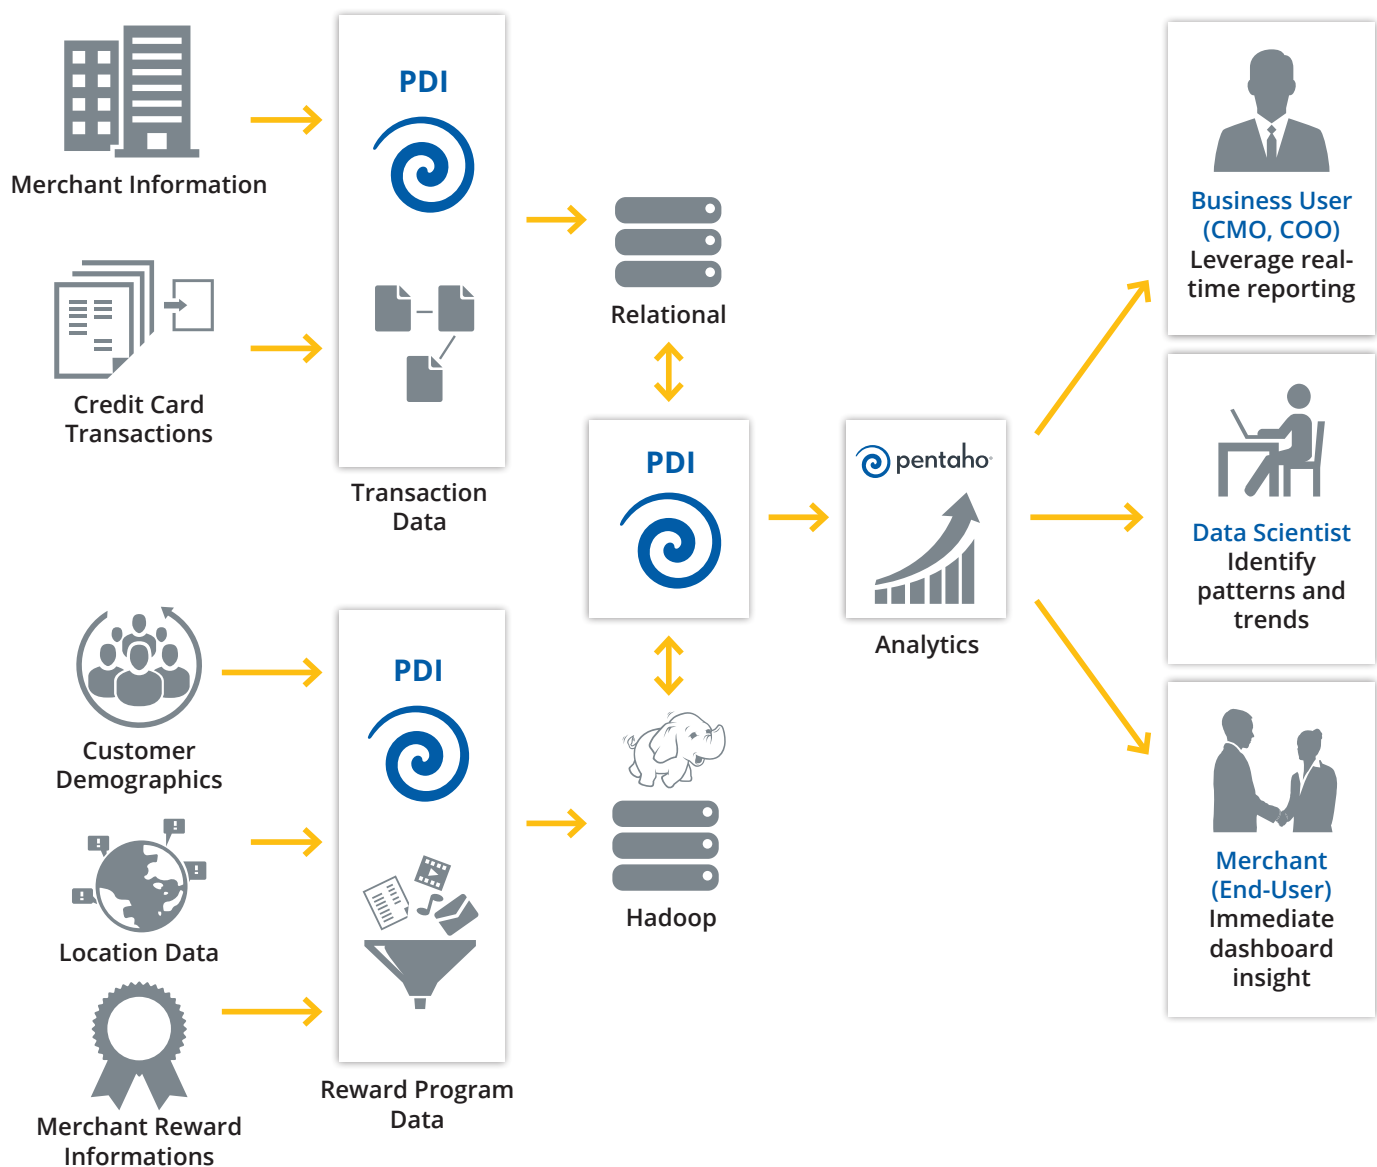 Merchant Information
Credit Card
Transactions
PDI
Transaction
Data
Relational
Customer
Demographics
Location Data
Merchant Reward
Informations
PDI
Reward Program
Data
Hadoop
PDI
pentaho
Analytics
Business User
(CMO, COO)
Leverage real-
time reporting
Data Scientist
Identify
patterns and
trends
Merchant
(End-User)
Immediate
dashboard
insight